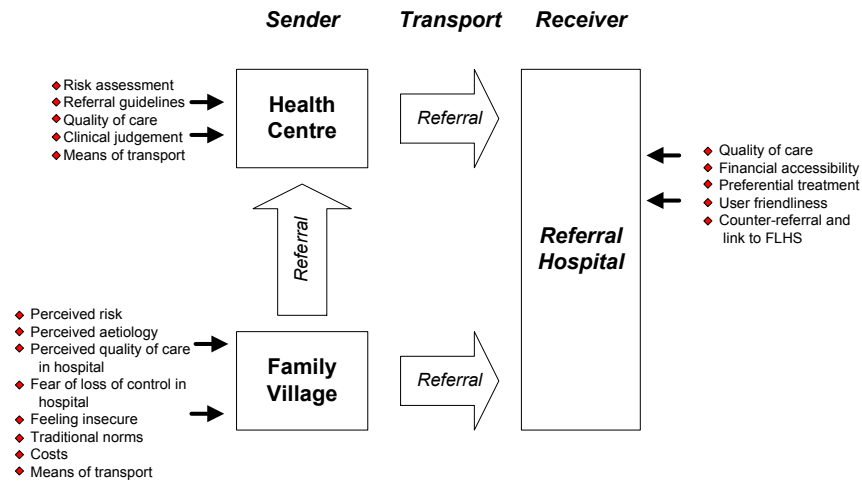 Sender
Transport
Receiver
Risk assessment
Referral guidelines
Quality of care
Clinical judgement
Means of transport
Health
Centre
Referral
Quality of care
Financial accessibility
Preferential treatment
User friendliness
Counter-referral and
link to FLHS
Referral
Referral
Hospital
Perceived risk
Perceived aetiology
Perceived quality of care
in hospital
Fear of loss of control in
hospital
Feeling insecure
Traditional norms
Costs
Means of transport
Family
Village
Referral